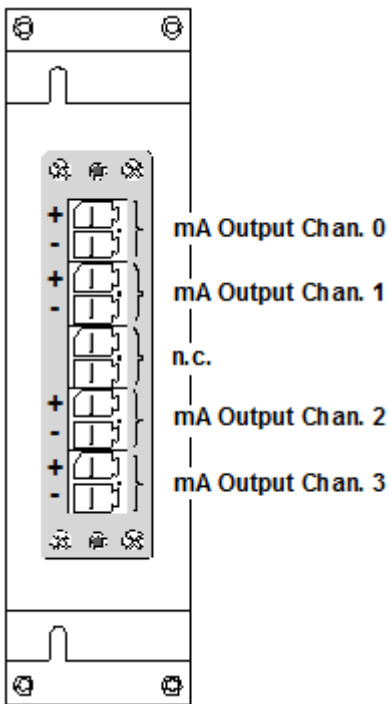 +
mA Output Chan. 0
-
+
mA Output Chan. 1
-
n.c.
+
mA Output Chan. 2
-
+
mA Output Chan. 3
-